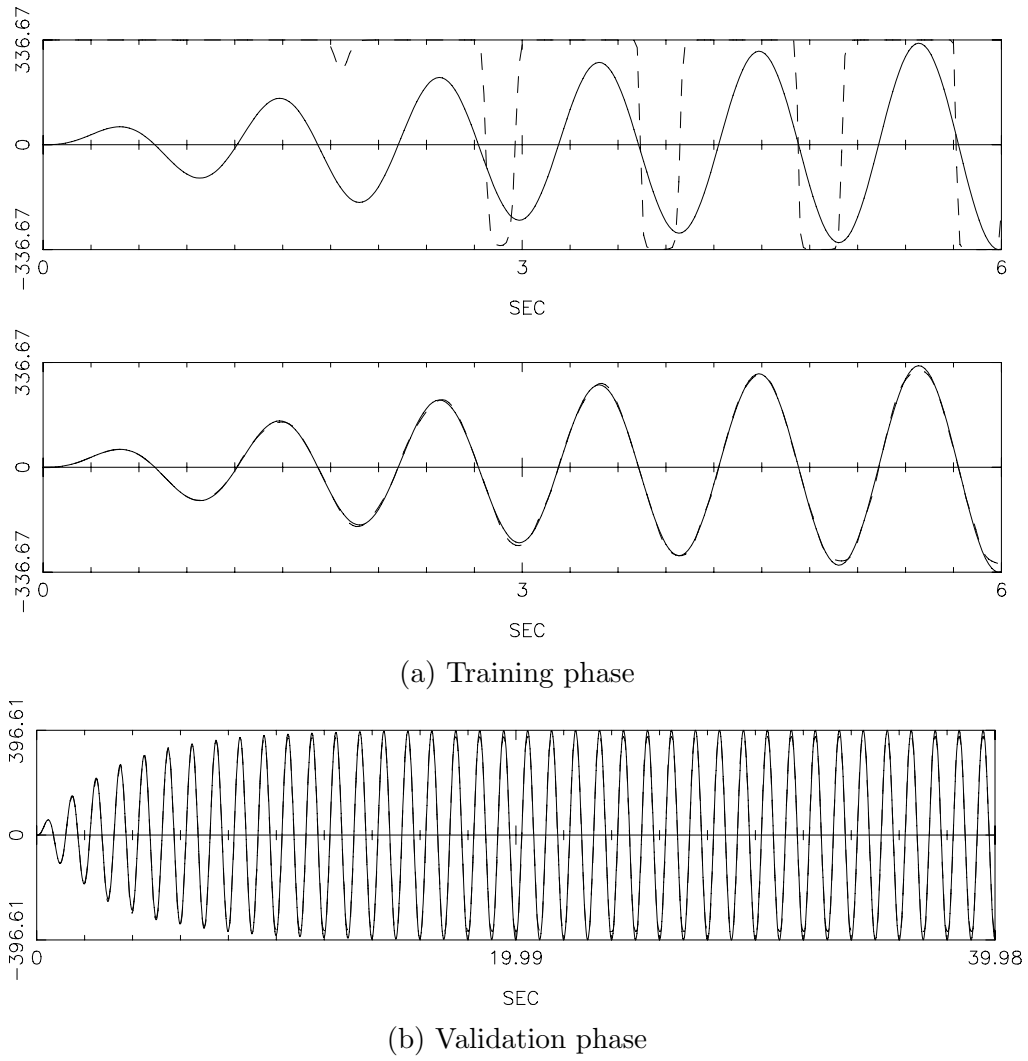 336.67
0
−336.67
0 3 6
SEC
336.67
0
−336.67
0 3 6
SEC
(a) Training phase
396.61
0
−396.61
0 19.99 39.98
SEC
(b) Validation phase